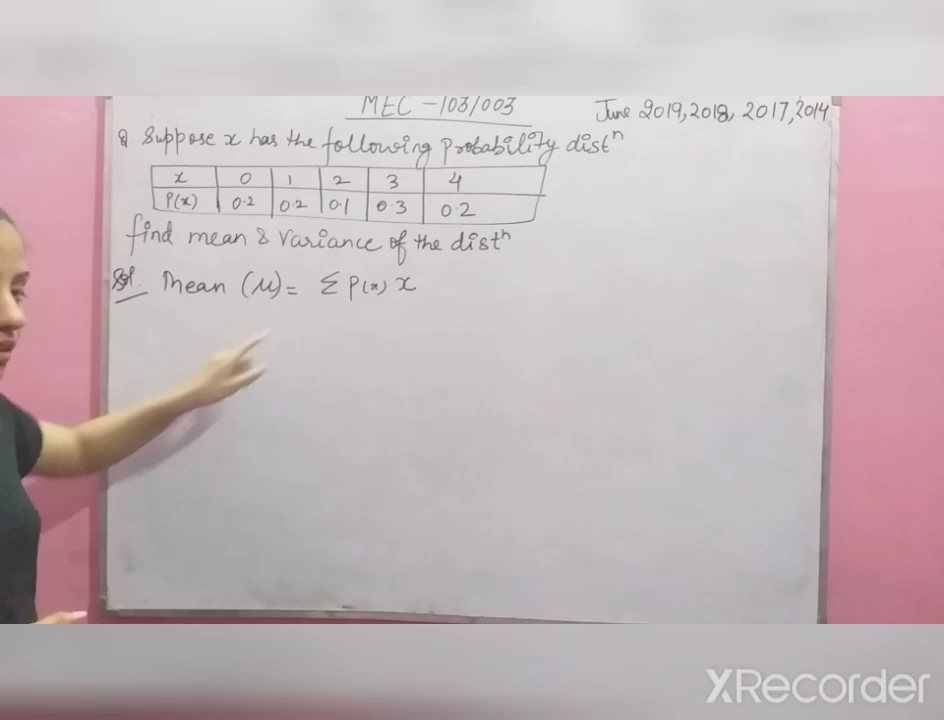 MEC - 103/003
June 2019, 2018, 2017, 2014
Q Suppose x has the following Probability distⁿ
x 0 1 2 3 4
P(x) 0.2 0.2 0.1 0.3 0.2
find mean & Variance of the distⁿ
Sol. Mean (μ) = Σ P(x) x
XRecorder